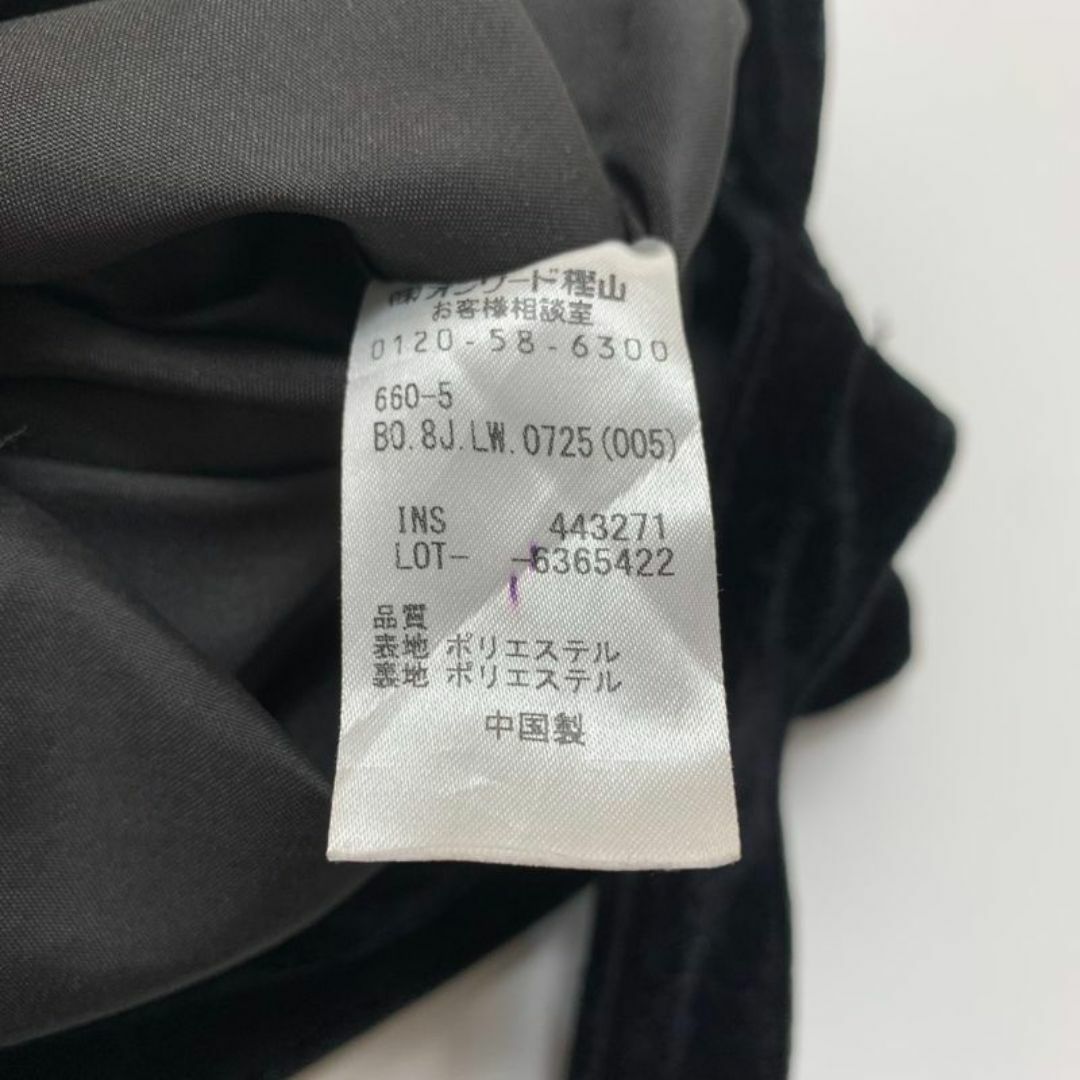 ㈱オンワード樫山
お客様相談室
0120-58-6300
660-5
BO.8J.LW.0725(005)
INS 443271
LOT- -6365422
品質
表地 ポリエステル
裏地 ポリエステル
中国製